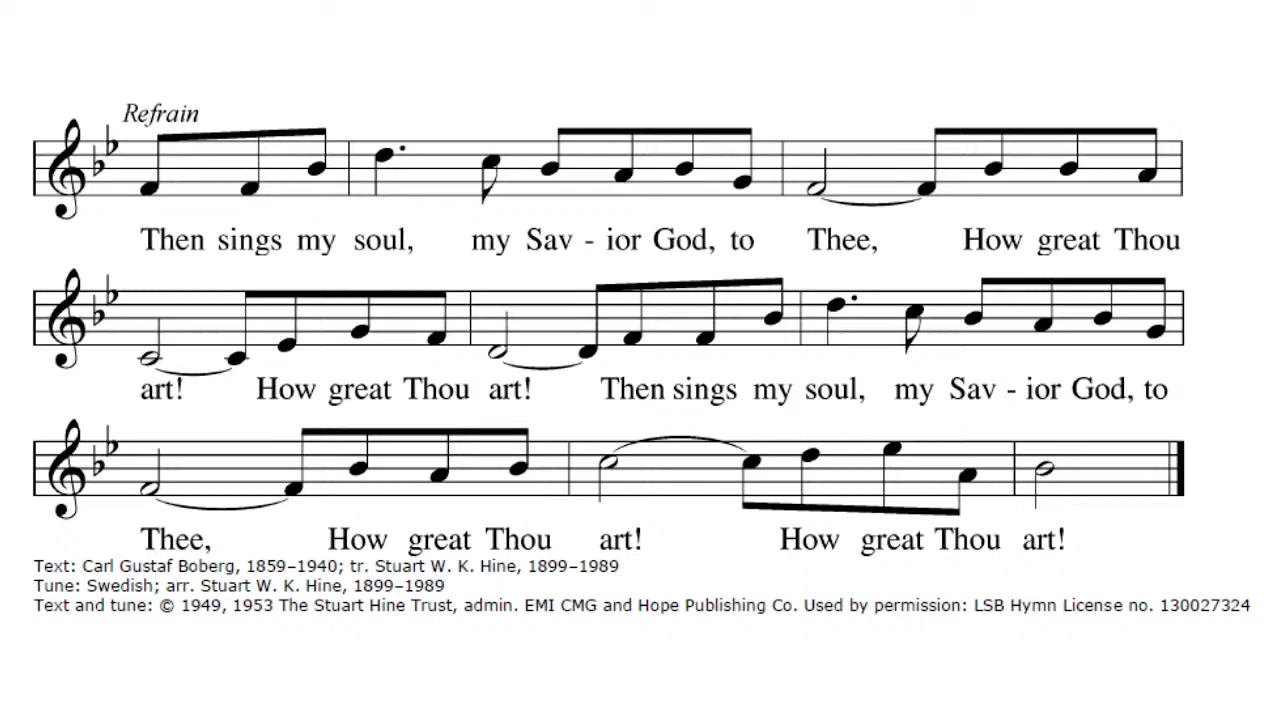 Refrain
Then sings my soul, my Sav - ior God, to Thee, How great Thou
art! How great Thou art! Then sings my soul, my Sav - ior God, to
Thee, How great Thou art! How great Thou art!
Text: Carl Gustaf Boberg, 1859–1940; tr. Stuart W. K. Hine, 1899–1989
Tune: Swedish; arr. Stuart W. K. Hine, 1899–1989
Text and tune: © 1949, 1953 The Stuart Hine Trust, admin. EMI CMG and Hope Publishing Co. Used by permission: LSB Hymn License no. 130027324